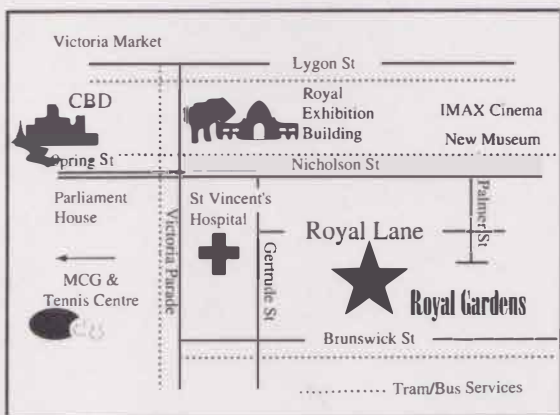 Victoria Market
Lygon St
CBD
Royal
Exhibition
Building
IMAX Cinema
New Museum
Spring St
Nicholson St
Parliament
House
St Vincent's
Hospital
Victoria Parade
Gertrude St
Royal Lane
Palmer St
MCG &
Tennis Centre
Royal Gardens
Brunswick St
Tram/Bus Services